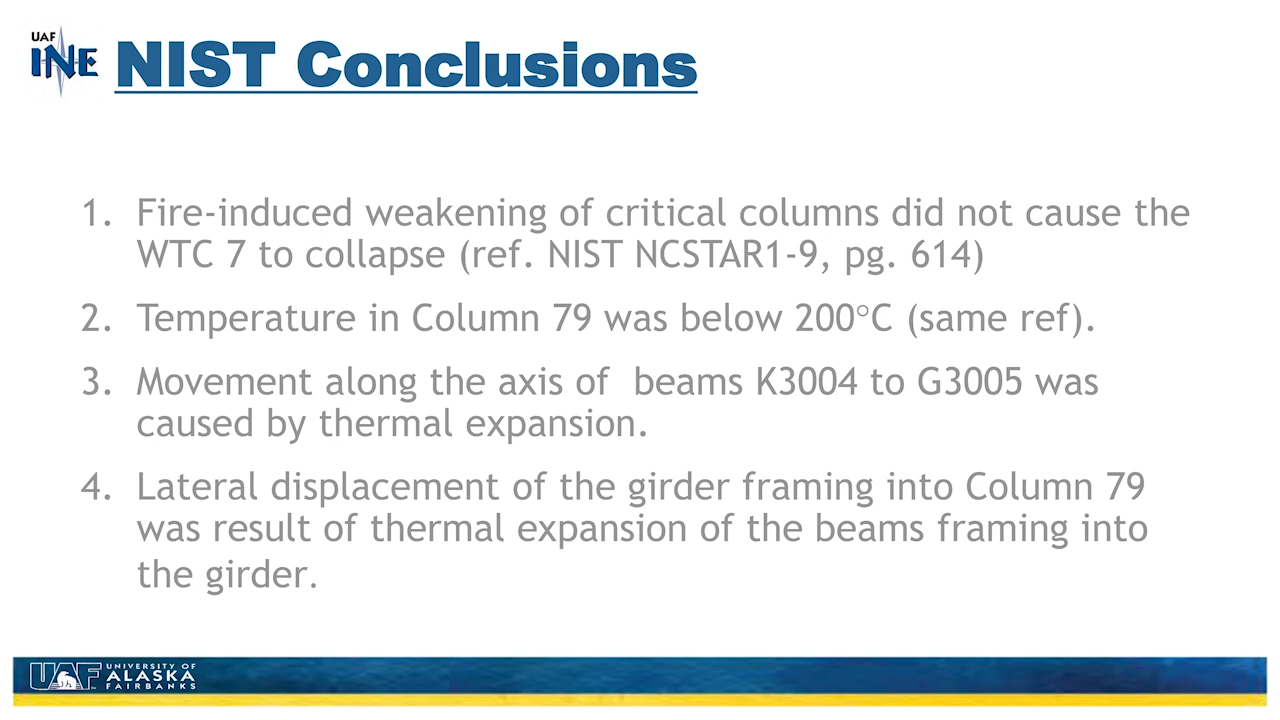 UAF
INE
NIST Conclusions
1. Fire-induced weakening of critical columns did not cause the
WTC 7 to collapse (ref. NIST NCSTAR1-9, pg. 614)
2. Temperature in Column 79 was below 200°C (same ref).
3. Movement along the axis of  beams K3004 to G3005 was
caused by thermal expansion.
4. Lateral displacement of the girder framing into Column 79
was result of thermal expansion of the beams framing into
the girder.
UAF
UNIVERSITY OF
ALASKA
FAIRBANKS